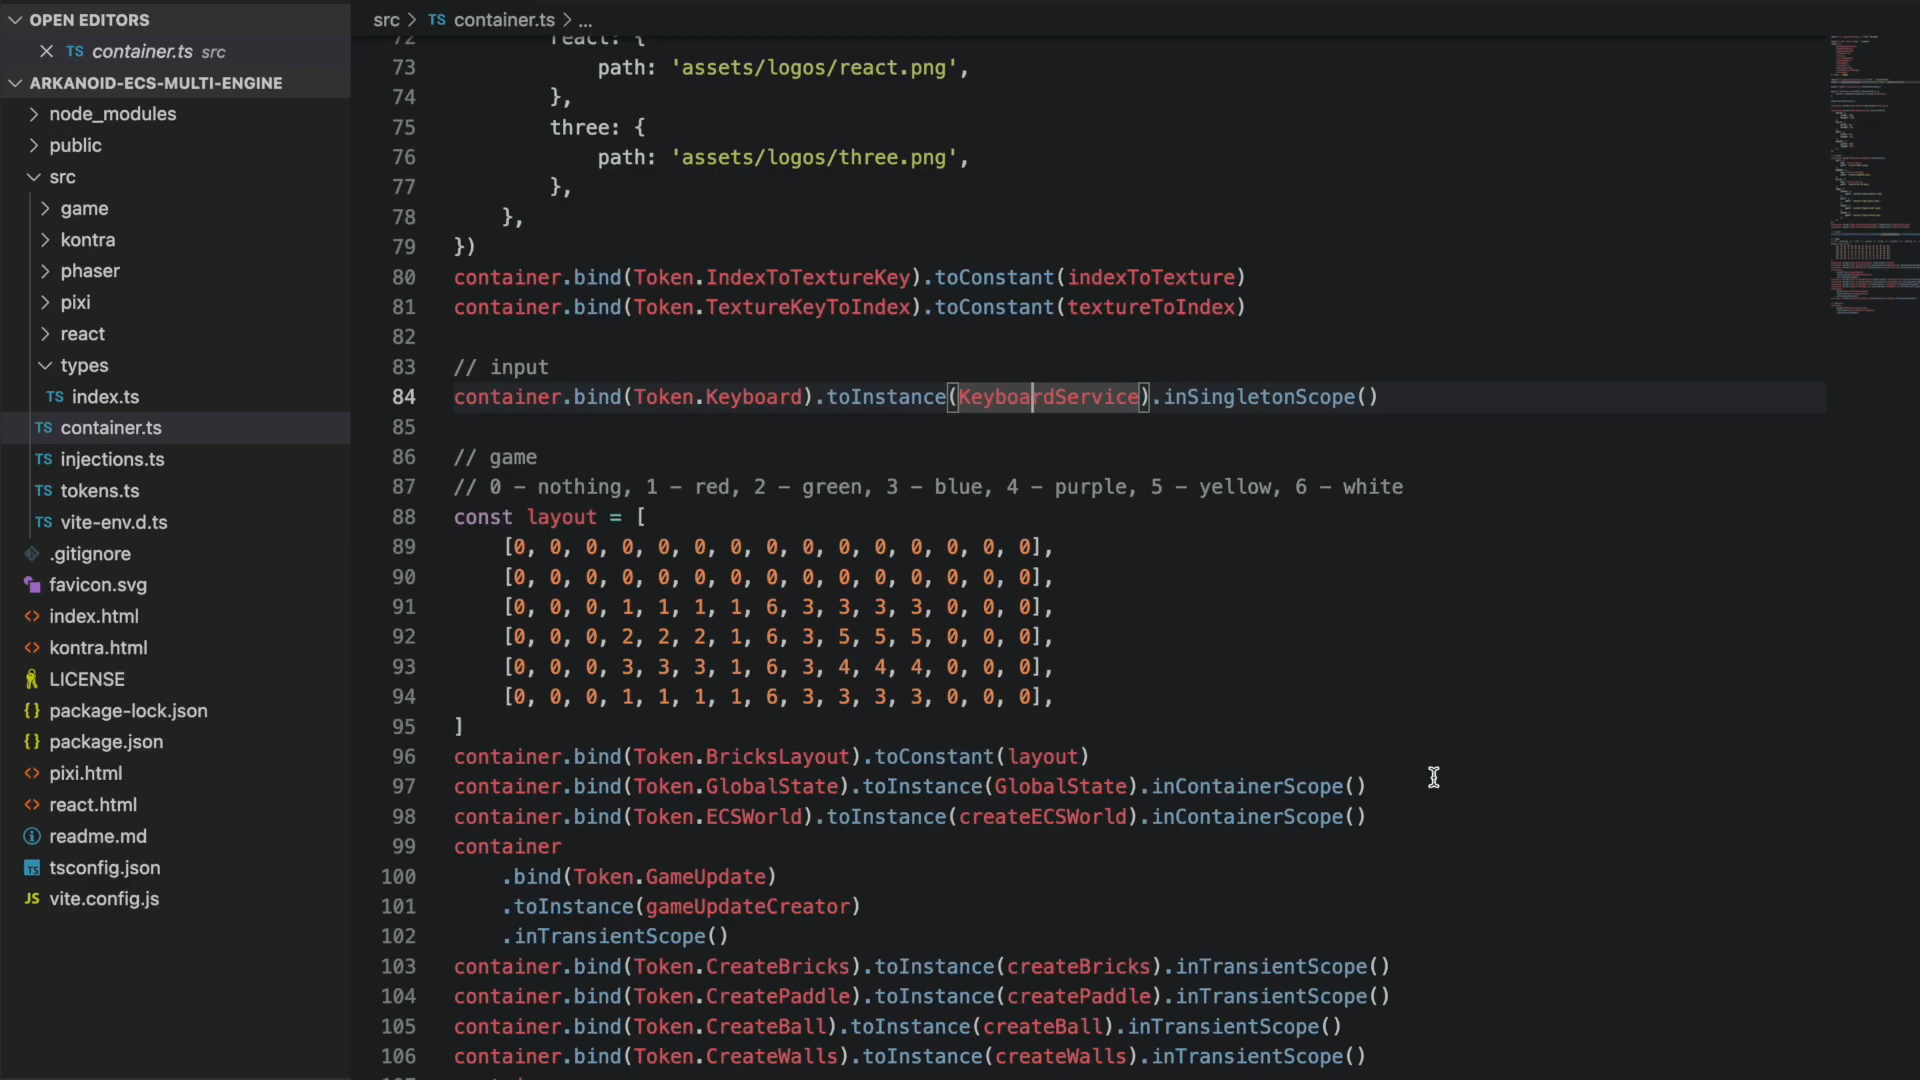 OPEN EDITORS
TS container.ts src
ARKANOID-ECS-MULTI-ENGINE
node_modules
public
src
game
kontra
phaser
pixi
react
types
TS index.ts
TS container.ts
TS injections.ts
TS tokens.ts
TS vite-env.d.ts
.gitignore
favicon.svg
<> index.html
<> kontra.html
LICENSE
{} package-lock.json
{} package.json
<> pixi.html
<> react.html
readme.md
TS tsconfig.json
JS vite.config.js
src > TS container.ts > ...
72 react: {
73 path: 'assets/logos/react.png',
74 },
75 three: {
76 path: 'assets/logos/three.png',
77 },
78 },
79 })
80 container.bind(Token.IndexToTextureKey).toConstant(indexToTexture)
81 container.bind(Token.TextureKeyToIndex).toConstant(textureToIndex)
82
83 // input
84 container.bind(Token.Keyboard).toInstance(KeyboardService).inSingletonScope()
85
86 // game
87 // 0 - nothing, 1 - red, 2 - green, 3 - blue, 4 - purple, 5 - yellow, 6 - white
88 const layout = [
89 [0, 0, 0, 0, 0, 0, 0, 0, 0, 0, 0, 0, 0, 0, 0],
90 [0, 0, 0, 0, 0, 0, 0, 0, 0, 0, 0, 0, 0, 0, 0],
91 [0, 0, 0, 1, 1, 1, 1, 6, 3, 3, 3, 3, 0, 0, 0],
92 [0, 0, 0, 2, 2, 2, 1, 6, 3, 5, 5, 5, 0, 0, 0],
93 [0, 0, 0, 3, 3, 3, 1, 6, 3, 4, 4, 4, 0, 0, 0],
94 [0, 0, 0, 1, 1, 1, 1, 6, 3, 3, 3, 3, 0, 0, 0],
95 ]
96 container.bind(Token.BricksLayout).toConstant(layout)
97 container.bind(Token.GlobalState).toInstance(GlobalState).inContainerScope()
98 container.bind(Token.ECSWorld).toInstance(createECSWorld).inContainerScope()
99 container
100 .bind(Token.GameUpdate)
101 .toInstance(gameUpdateCreator)
102 .inTransientScope()
103 container.bind(Token.CreateBricks).toInstance(createBricks).inTransientScope()
104 container.bind(Token.CreatePaddle).toInstance(createPaddle).inTransientScope()
105 container.bind(Token.CreateBall).toInstance(createBall).inTransientScope()
106 container.bind(Token.CreateWalls).toInstance(createWalls).inTransientScope()